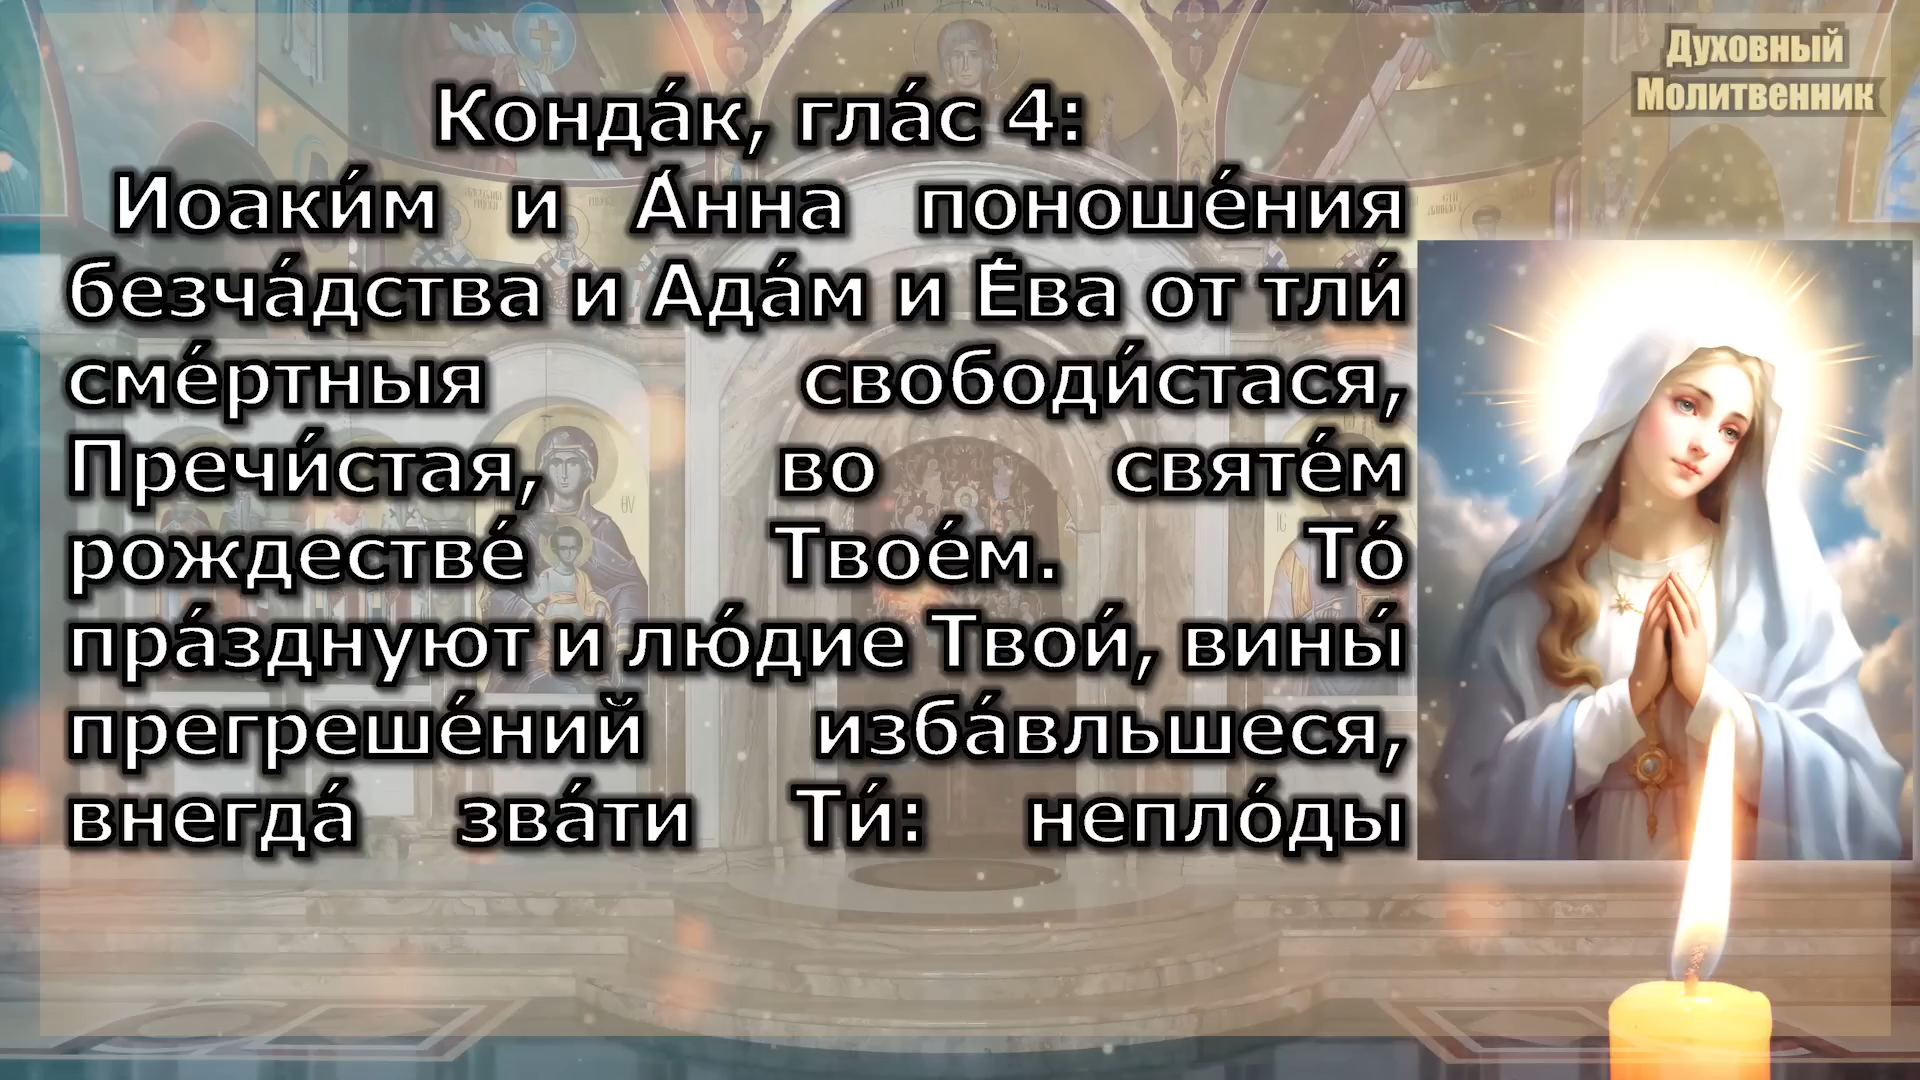 Духовный
Молитвенник
Конда́к, гла́с 4:
Иоаки́м и А́нна поноше́ния
безча́дства и Ада́м и Е́ва от тли́
сме́ртныя свободи́стася,
Пречи́стая, во святе́м
рождестве́ Твое́м. То́
пра́зднуют и лю́дие Твои́, вины́
прегреше́ний изба́вльшеся,
внегда́ зва́ти Ти́: непло́ды